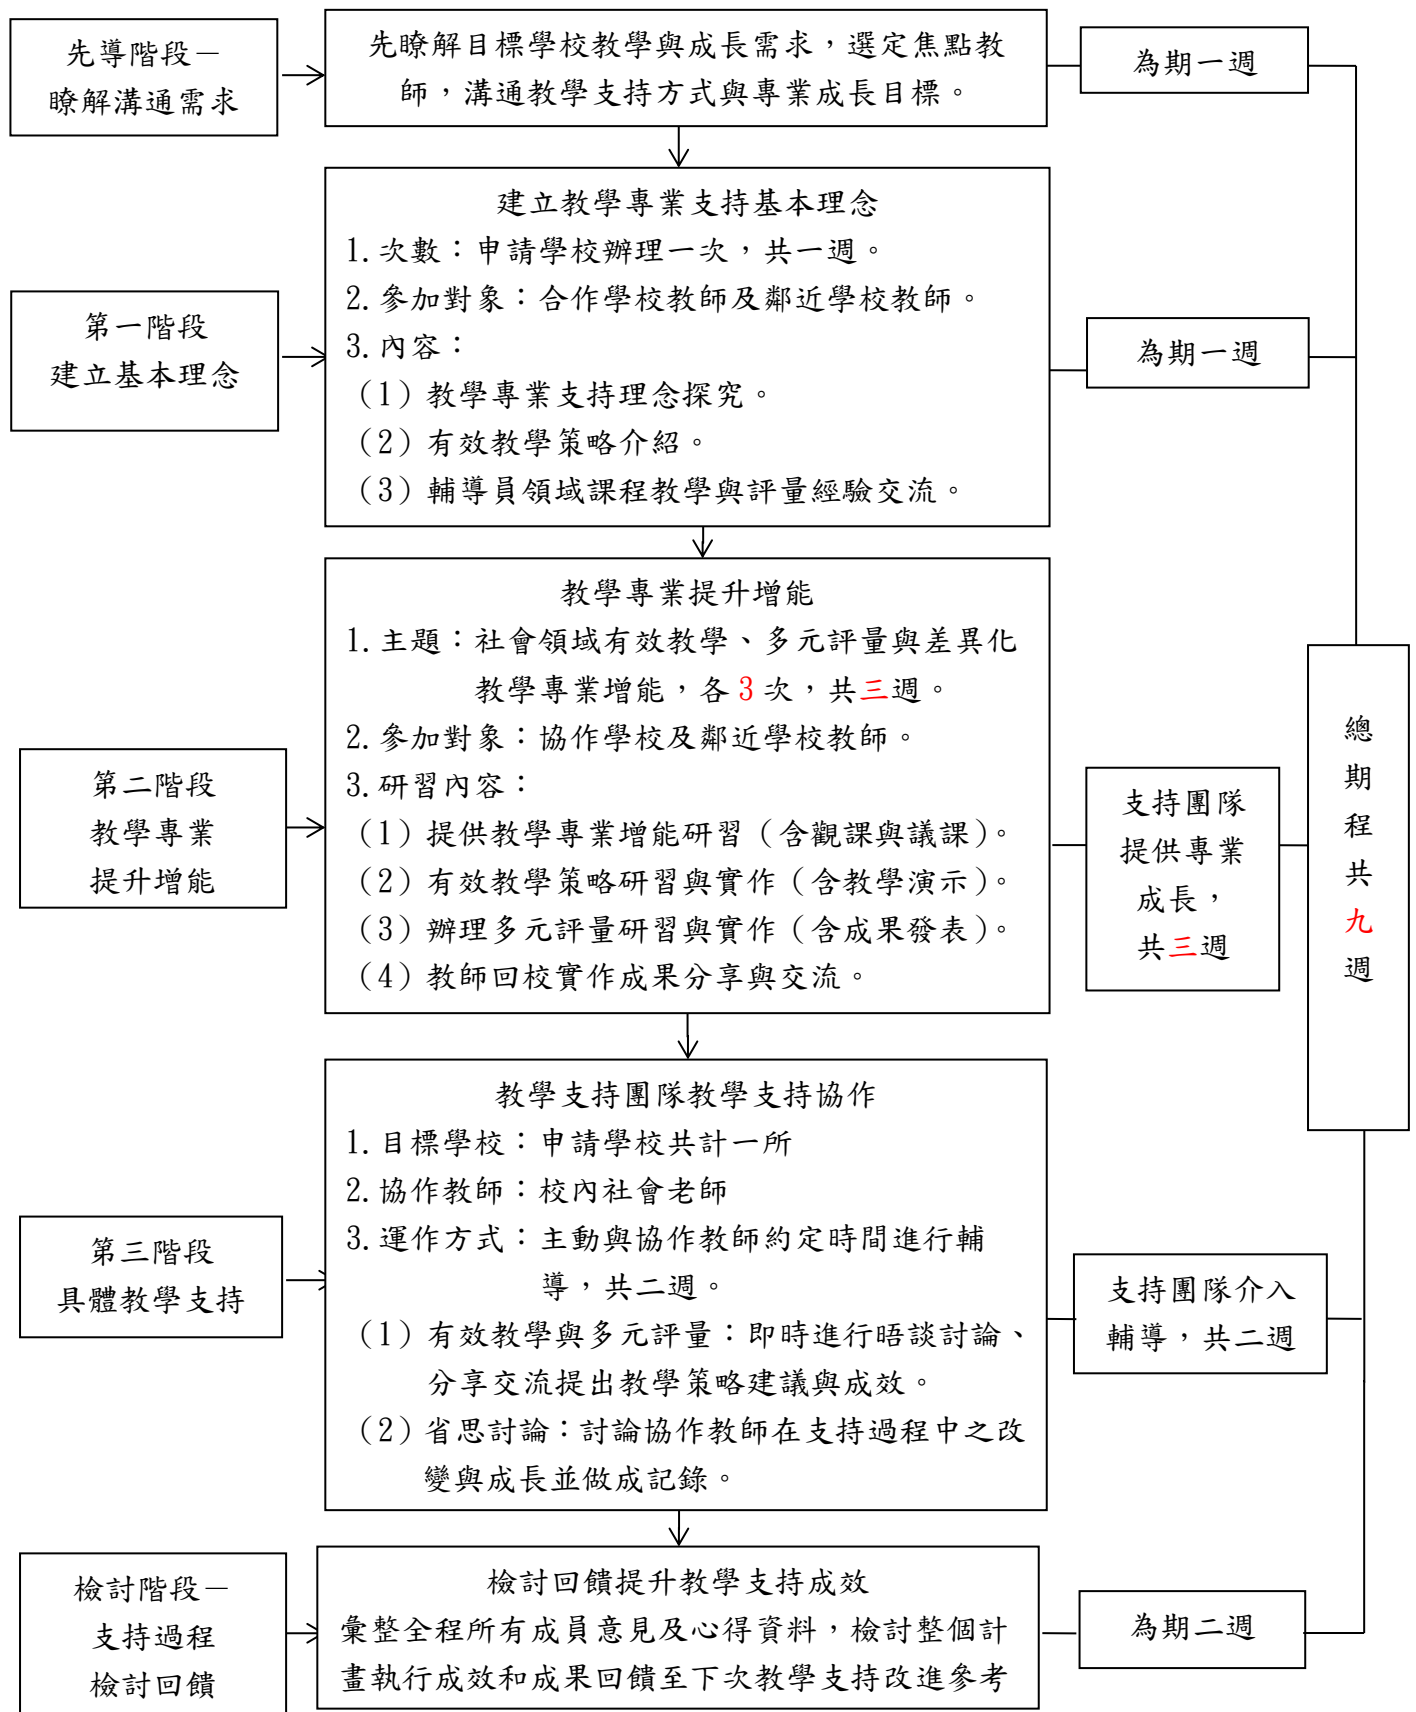 先導階段－
瞭解溝通需求
先瞭解目標學校教學與成長需求，選定焦點教
師，溝通教學支持方式與專業成長目標。
為期一週
建立教學專業支持基本理念
1.次數：申請學校辦理一次，共一週。
2.參加對象：合作學校教師及鄰近學校教師。
3.內容：
（1）教學專業支持理念探究。
（2）有效教學策略介紹。
（3）輔導員領域課程教學與評量經驗交流。
第一階段
建立基本理念
為期一週
教學專業提升增能
1.主題：社會領域有效教學、多元評量與差異化
教學專業增能，各3次，共三週。
2.參加對象：協作學校及鄰近學校教師。
3.研習內容：
（1）提供教學專業增能研習（含觀課與議課）。
（2）有效教學策略研習與實作（含教學演示）。
（3）辦理多元評量研習與實作（含成果發表）。
（4）教師回校實作成果分享與交流。
第二階段
教學專業
提升增能
支持團隊
提供專業
成長，
共三週
總
期
程
共
九
週
教學支持團隊教學支持協作
1.目標學校：申請學校共計一所
2.協作教師：校內社會老師
3.運作方式：主動與協作教師約定時間進行輔
導，共二週。
（1）有效教學與多元評量：即時進行晤談討論、
分享交流提出教學策略建議與成效。
（2）省思討論：討論協作教師在支持過程中之改
變與成長並做成記錄。
第三階段
具體教學支持
支持團隊介入
輔導，共二週
檢討階段－
支持過程
檢討回饋
檢討回饋提升教學支持成效
彙整全程所有成員意見及心得資料，檢討整個計
畫執行成效和成果回饋至下次教學支持改進參考
為期二週